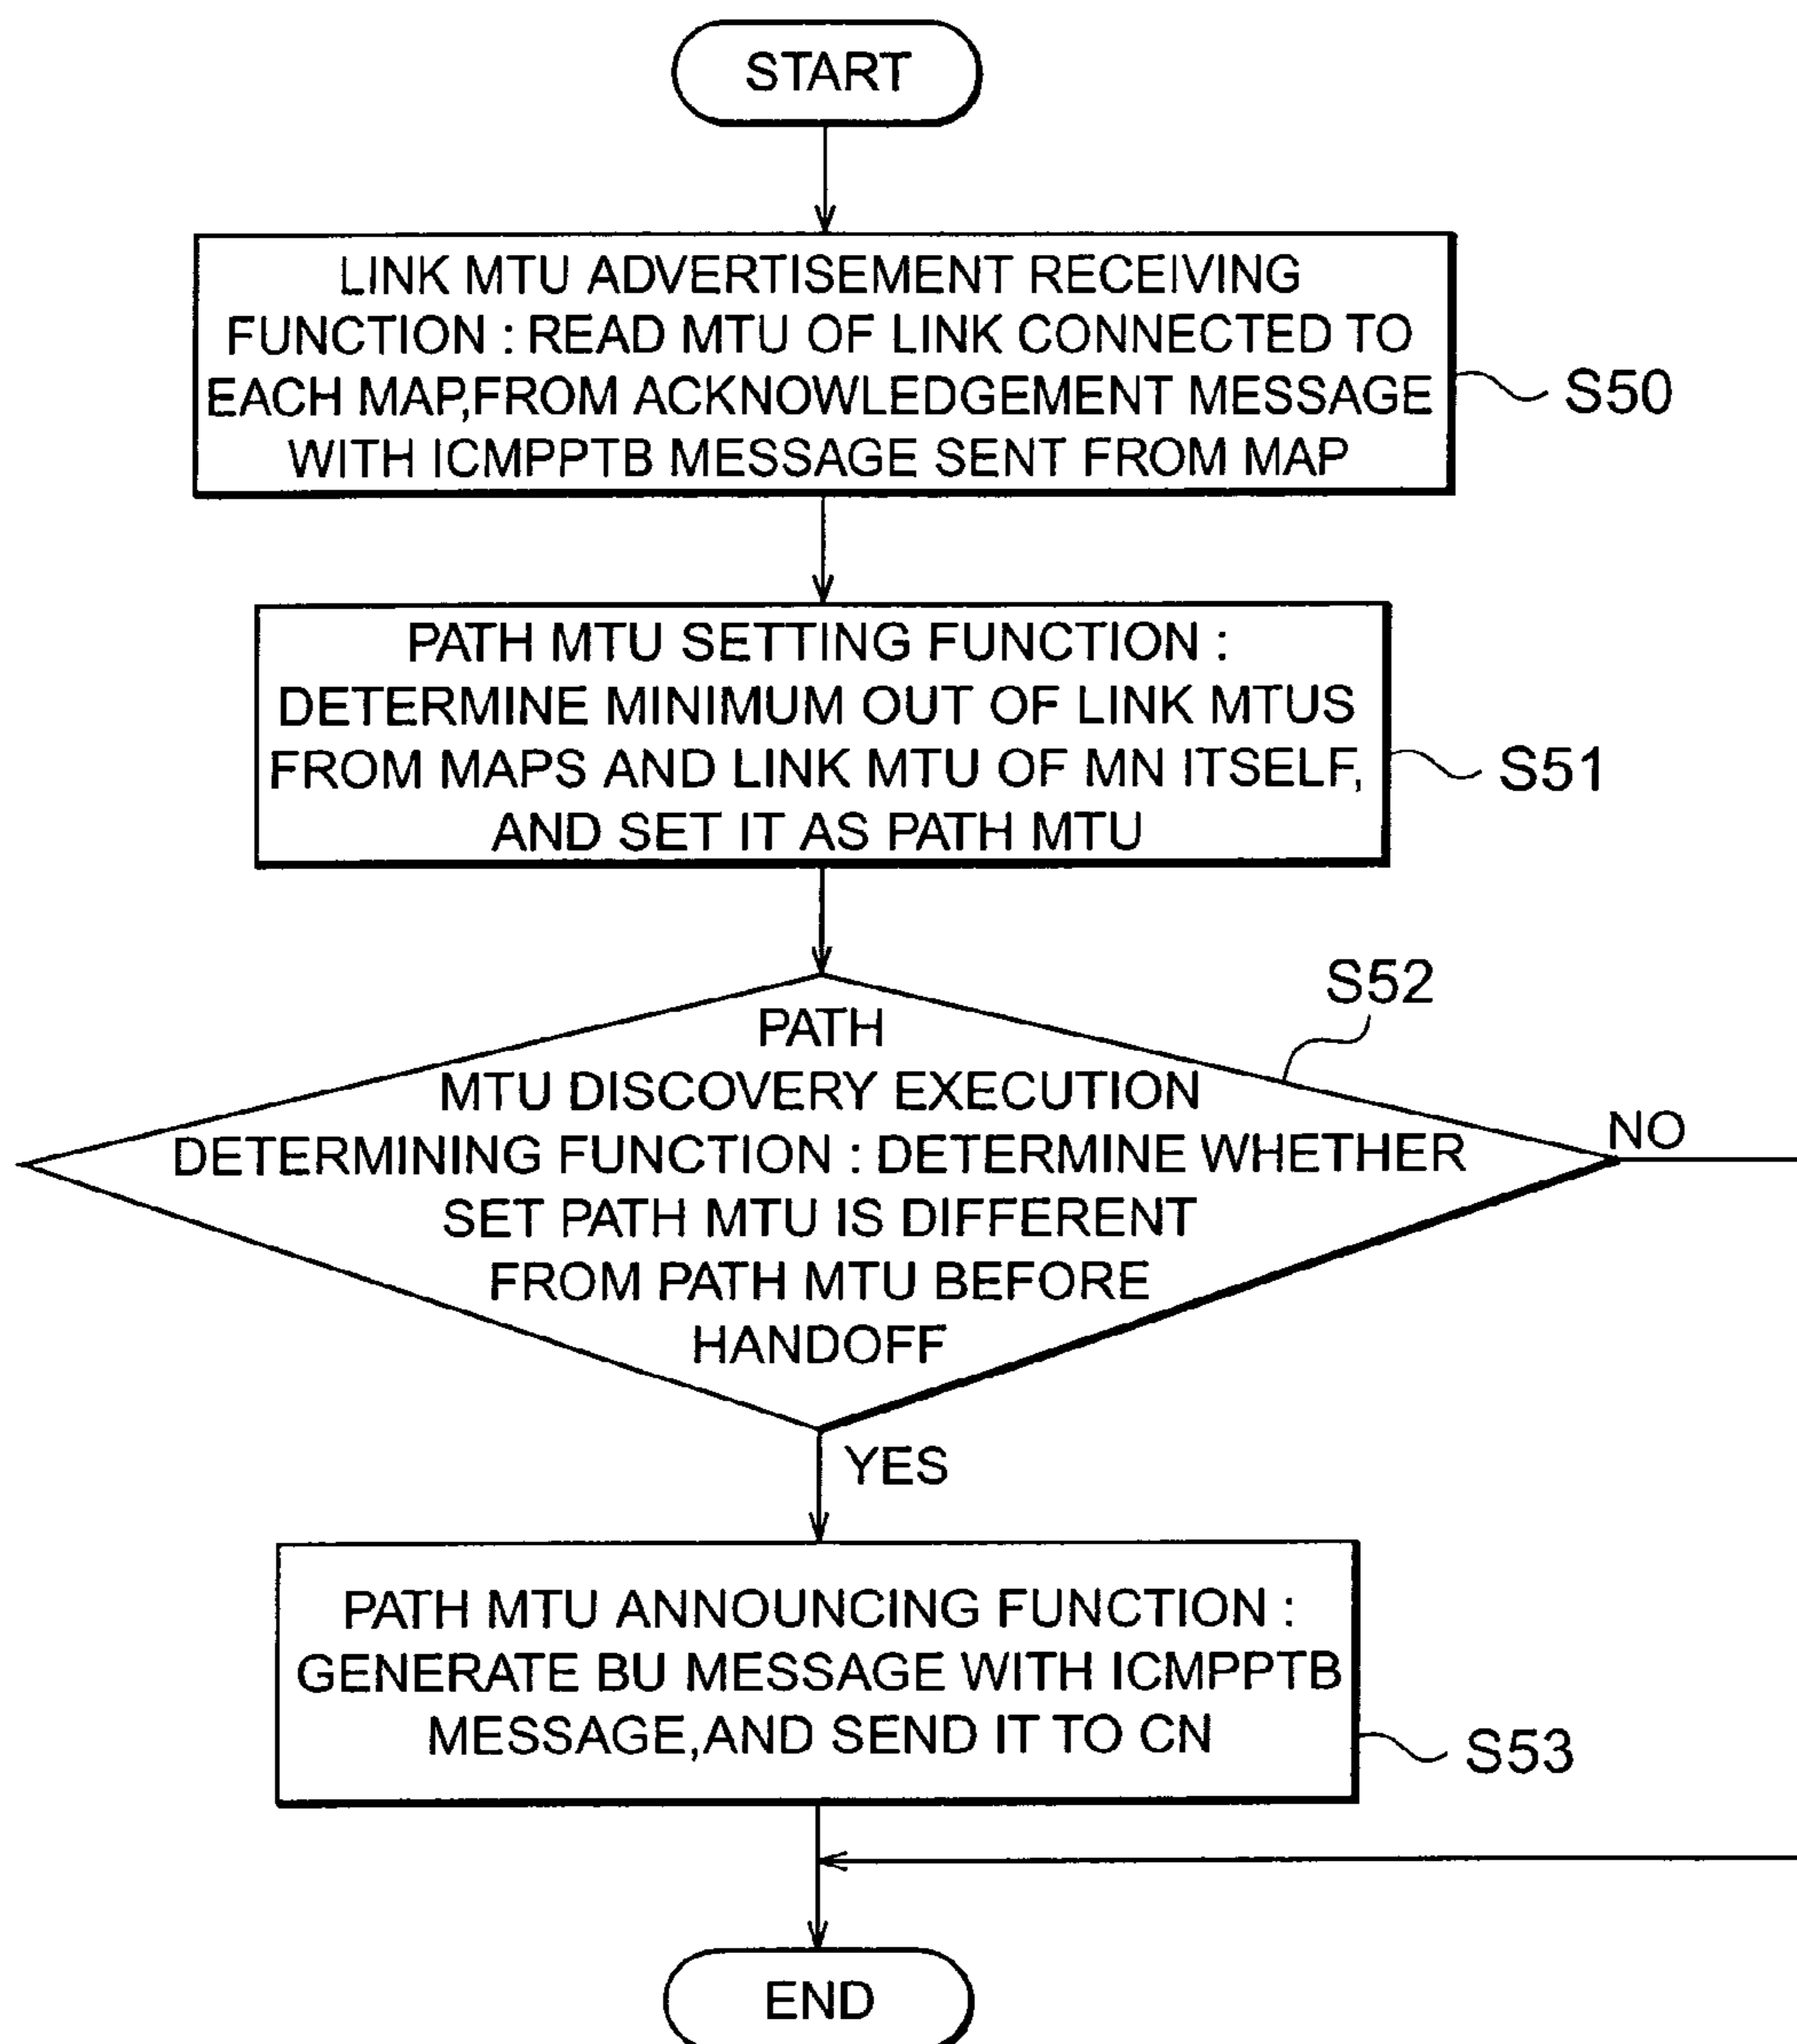 START
LINK MTU ADVERTISEMENT RECEIVING
FUNCTION : READ MTU OF LINK CONNECTED TO
EACH MAP,FROM ACKNOWLEDGEMENT MESSAGE
WITH ICMPPTB MESSAGE SENT FROM MAP
S50
PATH MTU SETTING FUNCTION :
DETERMINE MINIMUM OUT OF LINK MTUS
FROM MAPS AND LINK MTU OF MN ITSELF,
AND SET IT AS PATH MTU
S51
S52
PATH
MTU DISCOVERY EXECUTION
DETERMINING FUNCTION : DETERMINE WHETHER
SET PATH MTU IS DIFFERENT
FROM PATH MTU BEFORE
HANDOFF
NO
YES
PATH MTU ANNOUNCING FUNCTION :
GENERATE BU MESSAGE WITH ICMPPTB
MESSAGE,AND SEND IT TO CN
S53
END